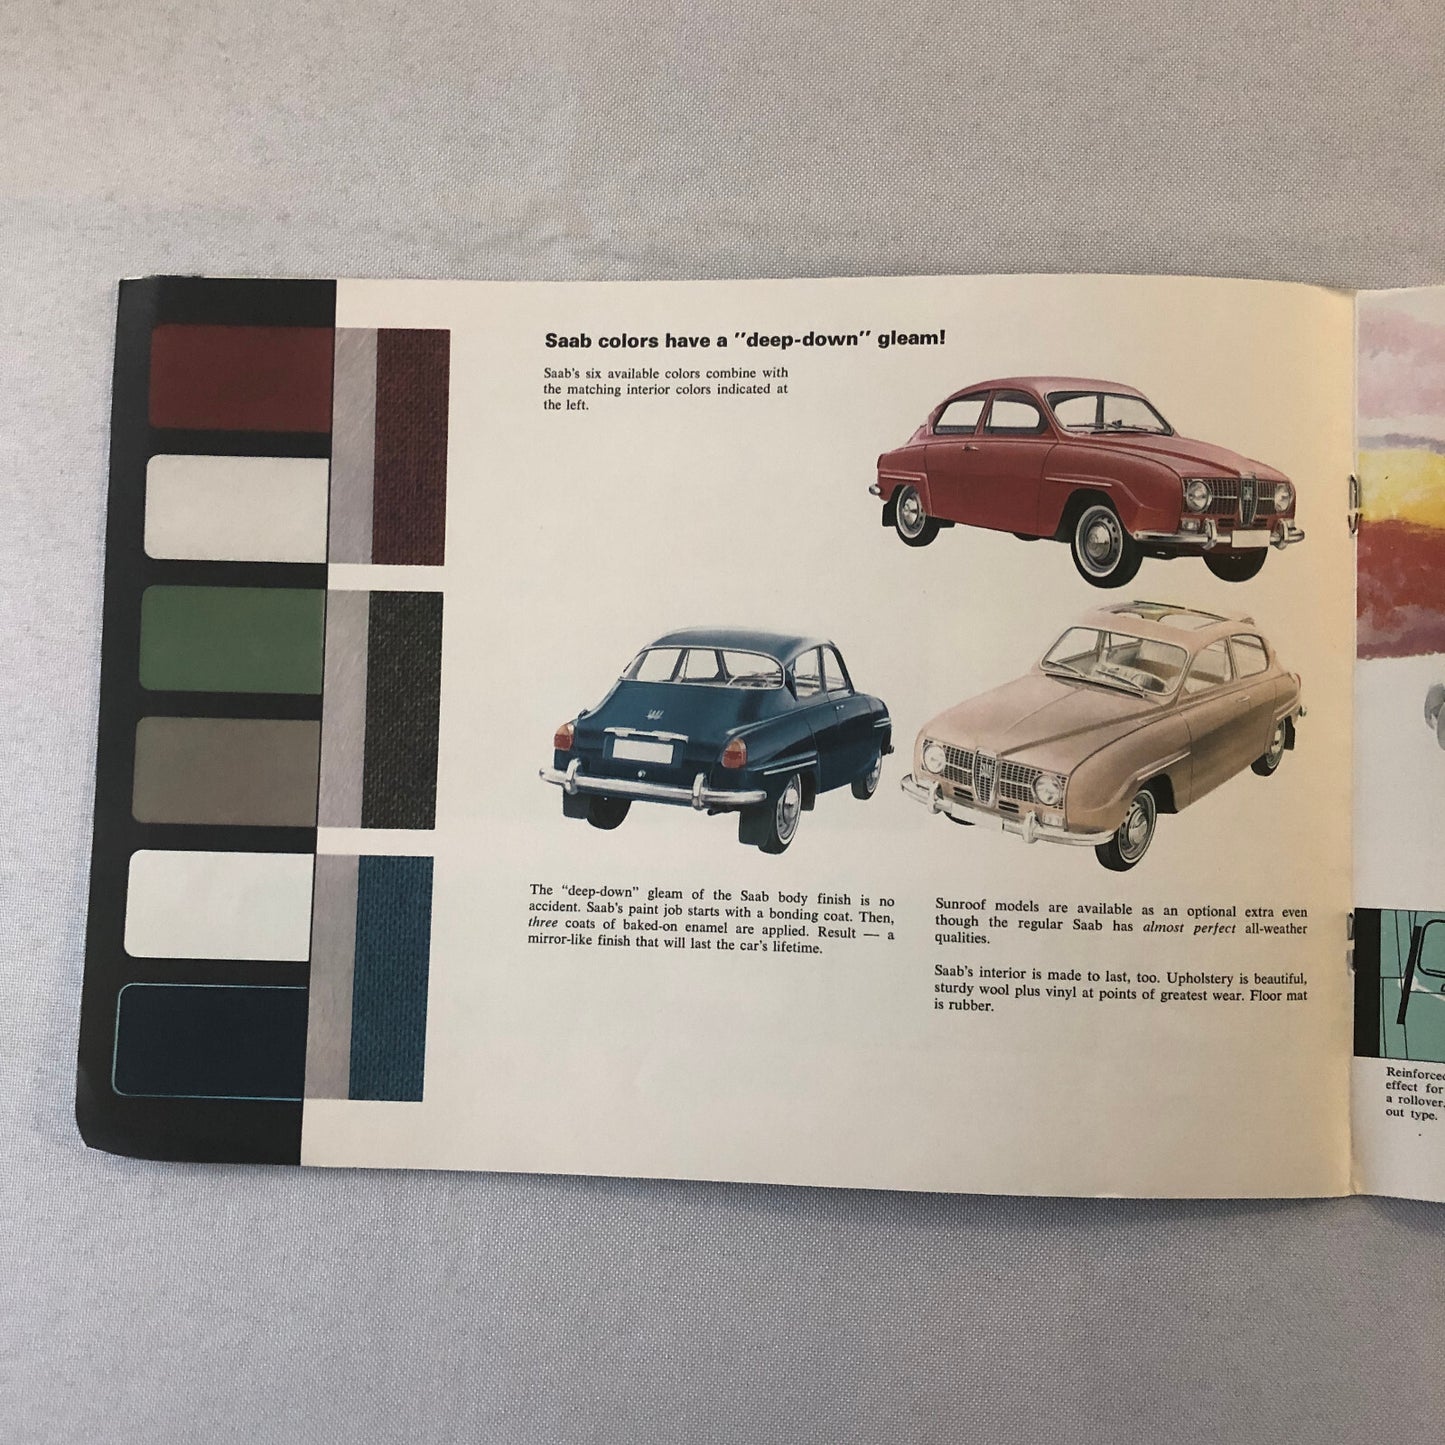 Saab colors have a "deep-down" gleam!
Saab's six available colors combine with
the matching interior colors indicated at
the left.
The "deep-down" gleam of the Saab body finish is no
accident. Saab's paint job starts with a bonding coat. Then,
three coats of baked-on enamel are applied. Result — a
mirror-like finish that will last the car's lifetime.
Sunroof models are available as an optional extra even
though the regular Saab has almost perfect all-weather
qualities.
Saab's interior is made to last, too. Upholstery is beautiful,
sturdy wool plus vinyl at points of greatest wear. Floor mat
is rubber.
Reinforced
effect for
a rollover.
out type.